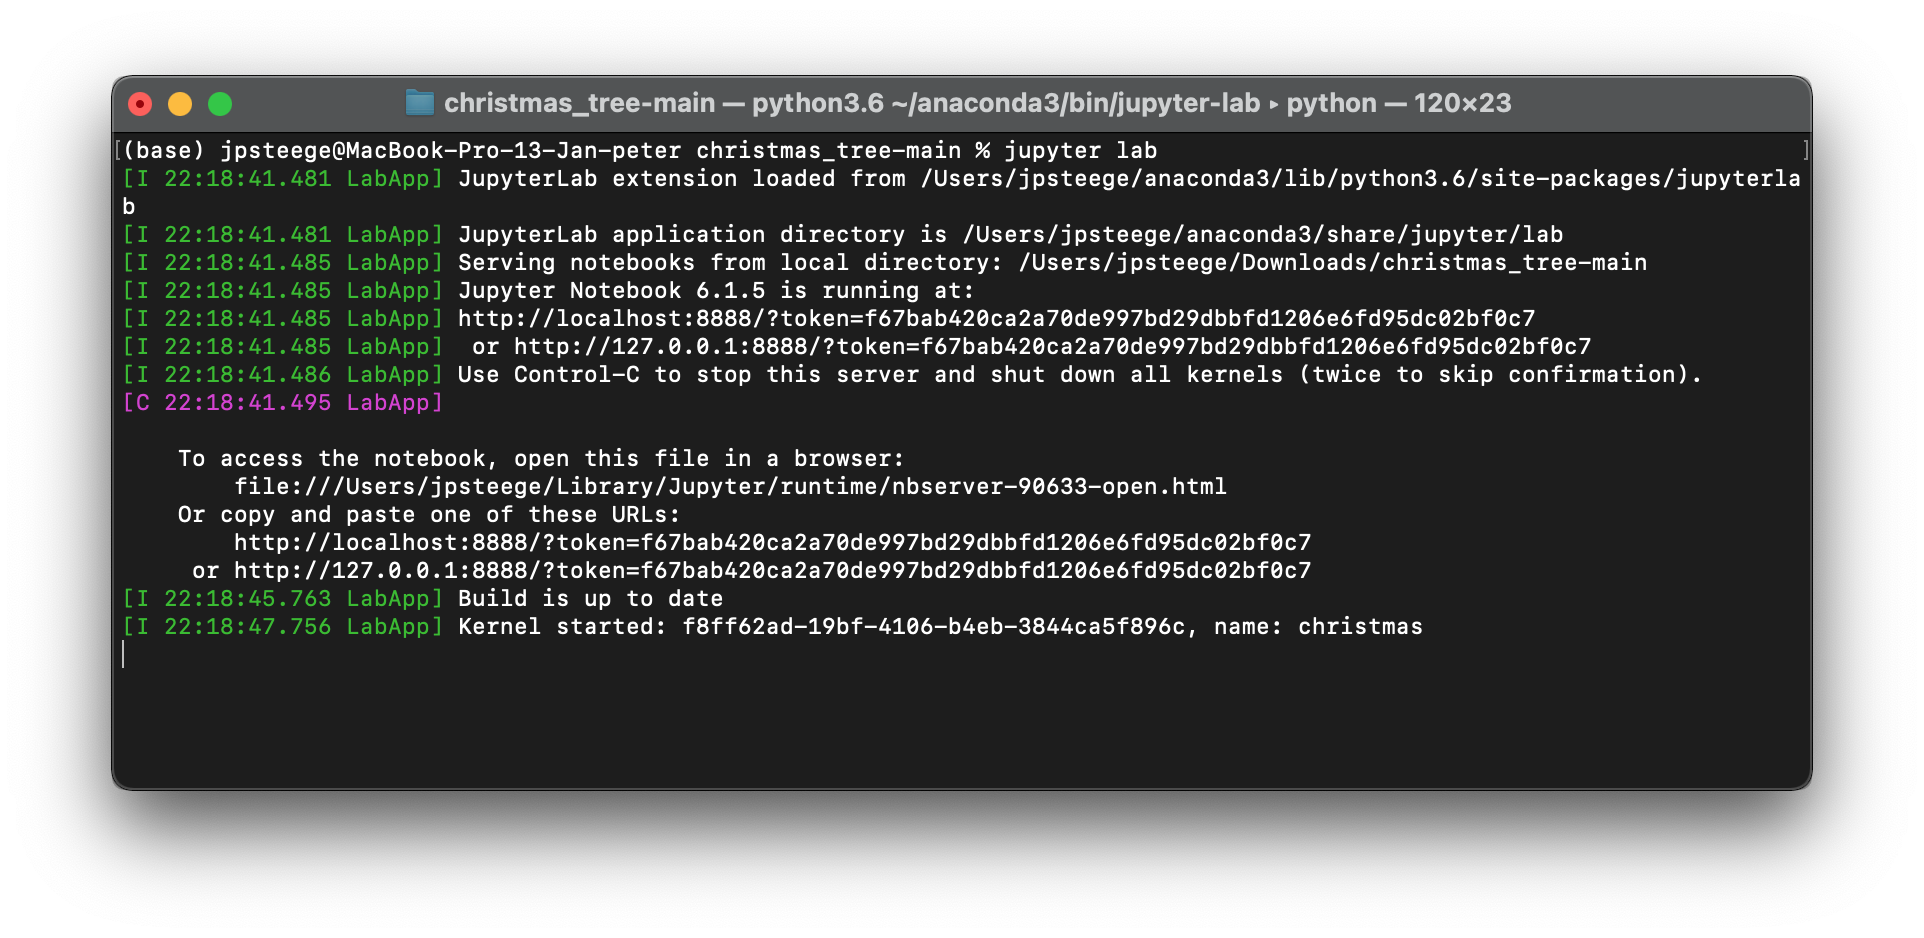 christmas_tree-main — python3.6 ~/anaconda3/bin/jupyter-lab ▸ python — 120×23
[(base) jpsteege@MacBook-Pro-13-Jan-peter christmas_tree-main % jupyter lab ]
[I 22:18:41.481 LabApp] JupyterLab extension loaded from /Users/jpsteege/anaconda3/lib/python3.6/site-packages/jupyterla
b
[I 22:18:41.481 LabApp] JupyterLab application directory is /Users/jpsteege/anaconda3/share/jupyter/lab
[I 22:18:41.485 LabApp] Serving notebooks from local directory: /Users/jpsteege/Downloads/christmas_tree-main
[I 22:18:41.485 LabApp] Jupyter Notebook 6.1.5 is running at:
[I 22:18:41.485 LabApp] http://localhost:8888/?token=f67bab420ca2a70de997bd29dbbfd1206e6fd95dc02bf0c7
[I 22:18:41.485 LabApp]  or http://127.0.0.1:8888/?token=f67bab420ca2a70de997bd29dbbfd1206e6fd95dc02bf0c7
[I 22:18:41.486 LabApp] Use Control-C to stop this server and shut down all kernels (twice to skip confirmation).
[C 22:18:41.495 LabApp]
    To access the notebook, open this file in a browser:
        file:///Users/jpsteege/Library/Jupyter/runtime/nbserver-90633-open.html
    Or copy and paste one of these URLs:
        http://localhost:8888/?token=f67bab420ca2a70de997bd29dbbfd1206e6fd95dc02bf0c7
     or http://127.0.0.1:8888/?token=f67bab420ca2a70de997bd29dbbfd1206e6fd95dc02bf0c7
[I 22:18:45.763 LabApp] Build is up to date
[I 22:18:47.756 LabApp] Kernel started: f8ff62ad-19bf-4106-b4eb-3844ca5f896c, name: christmas